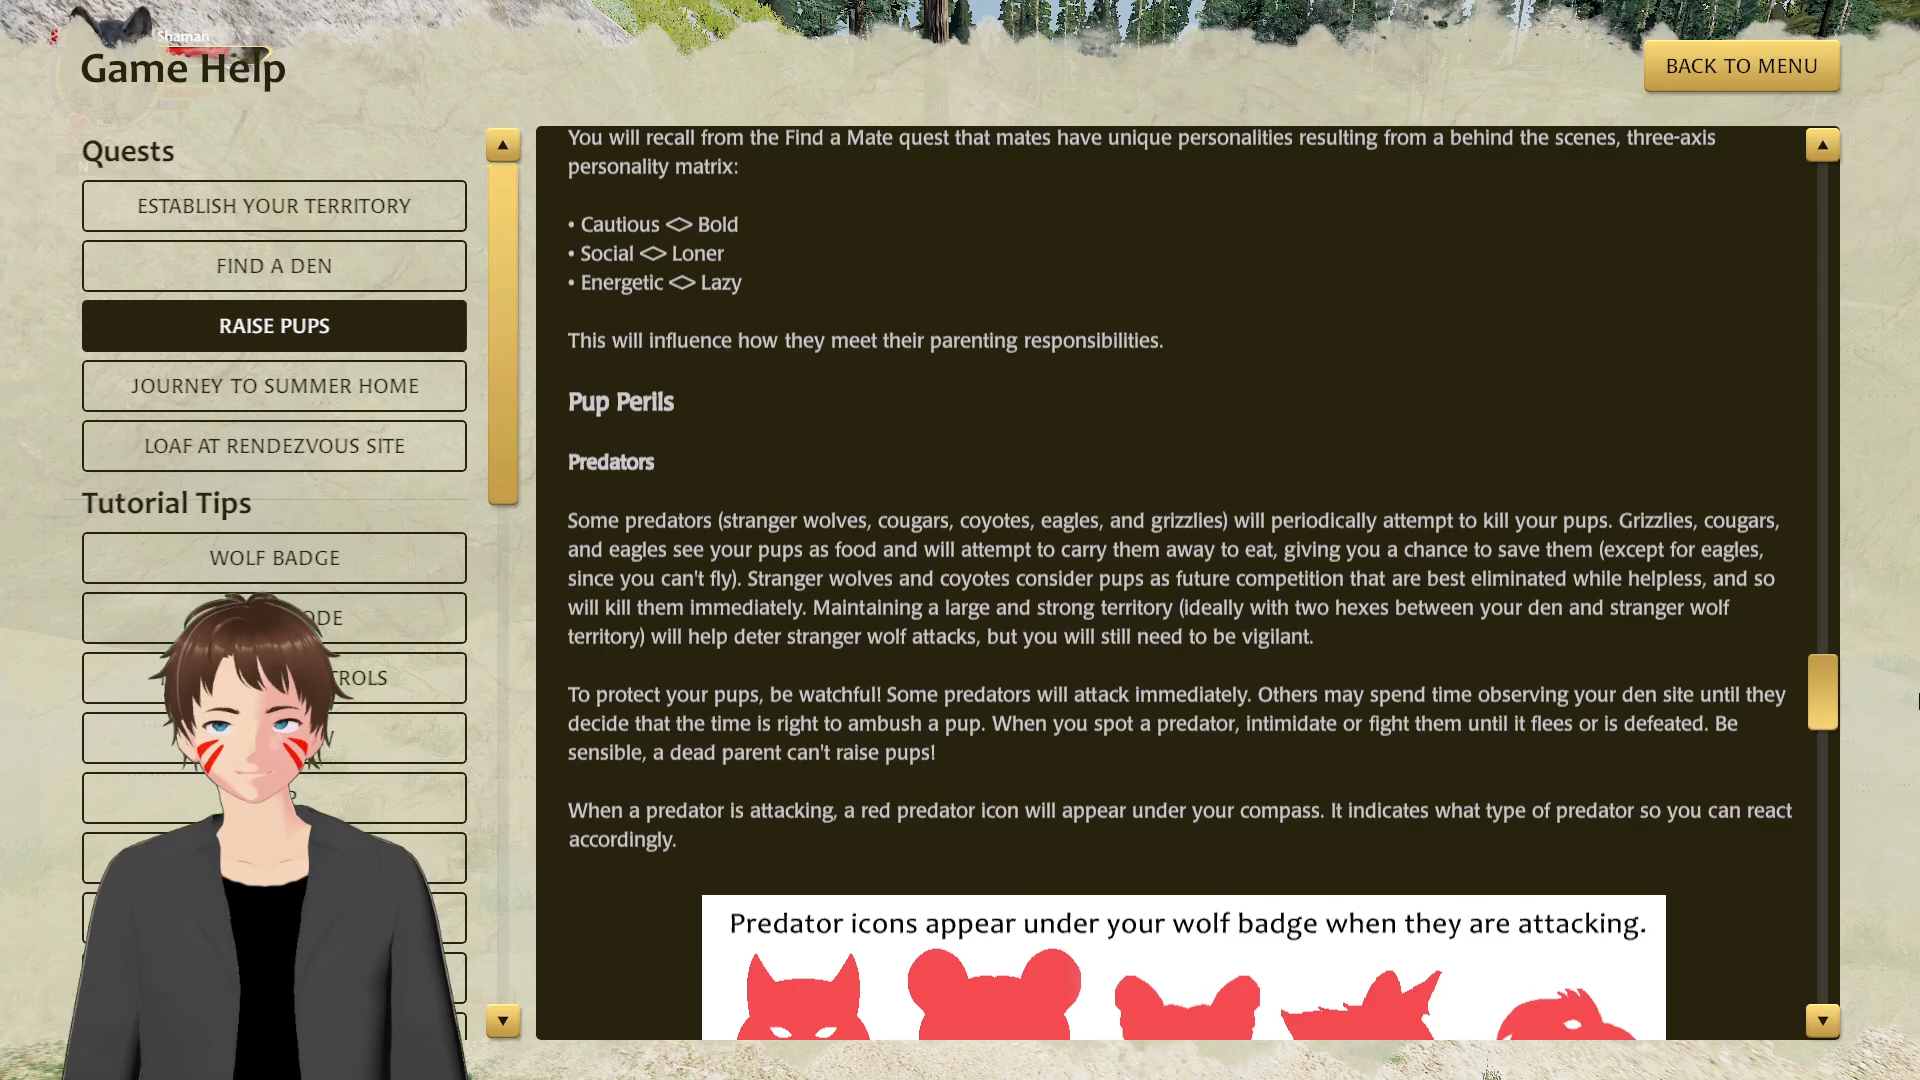 Shaman
Game Help
BACK TO MENU
Quests
ESTABLISH YOUR TERRITORY
FIND A DEN
RAISE PUPS
JOURNEY TO SUMMER HOME
LOAF AT RENDEZVOUS SITE
Tutorial Tips
WOLF BADGE
ODE
TROLS
You will recall from the Find a Mate quest that mates have unique personalities resulting from a behind the scenes, three-axis
personality matrix:
• Cautious <> Bold
• Social <> Loner
• Energetic <> Lazy
This will influence how they meet their parenting responsibilities.
Pup Perils
Predators
Some predators (stranger wolves, cougars, coyotes, eagles, and grizzlies) will periodically attempt to kill your pups. Grizzlies, cougars,
and eagles see your pups as food and will attempt to carry them away to eat, giving you a chance to save them (except for eagles,
since you can't fly). Stranger wolves and coyotes consider pups as future competition that are best eliminated while helpless, and so
will kill them immediately. Maintaining a large and strong territory (ideally with two hexes between your den and stranger wolf
territory) will help deter stranger wolf attacks, but you will still need to be vigilant.
To protect your pups, be watchful! Some predators will attack immediately. Others may spend time observing your den site until they
decide that the time is right to ambush a pup. When you spot a predator, intimidate or fight them until it flees or is defeated. Be
sensible, a dead parent can't raise pups!
When a predator is attacking, a red predator icon will appear under your compass. It indicates what type of predator so you can react
accordingly.
Predator icons appear under your wolf badge when they are attacking.